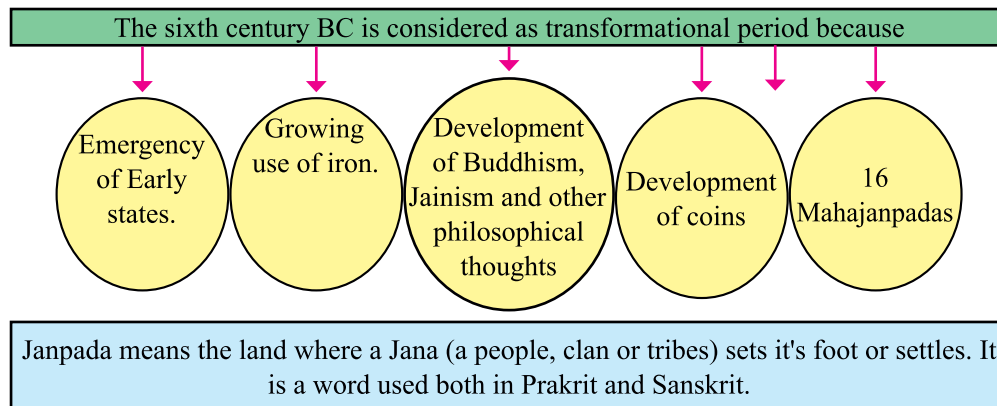 The sixth century BC is considered as transformational period because
Emergency
of Early
states.
Growing
use of iron.
Development
of Buddhism,
Jainism and other
philosophical
thoughts
Development
of coins
16
Mahajanpadas
Janpada means the land where a Jana (a people, clan or tribes) sets it's foot or settles. It
is a word used both in Prakrit and Sanskrit.